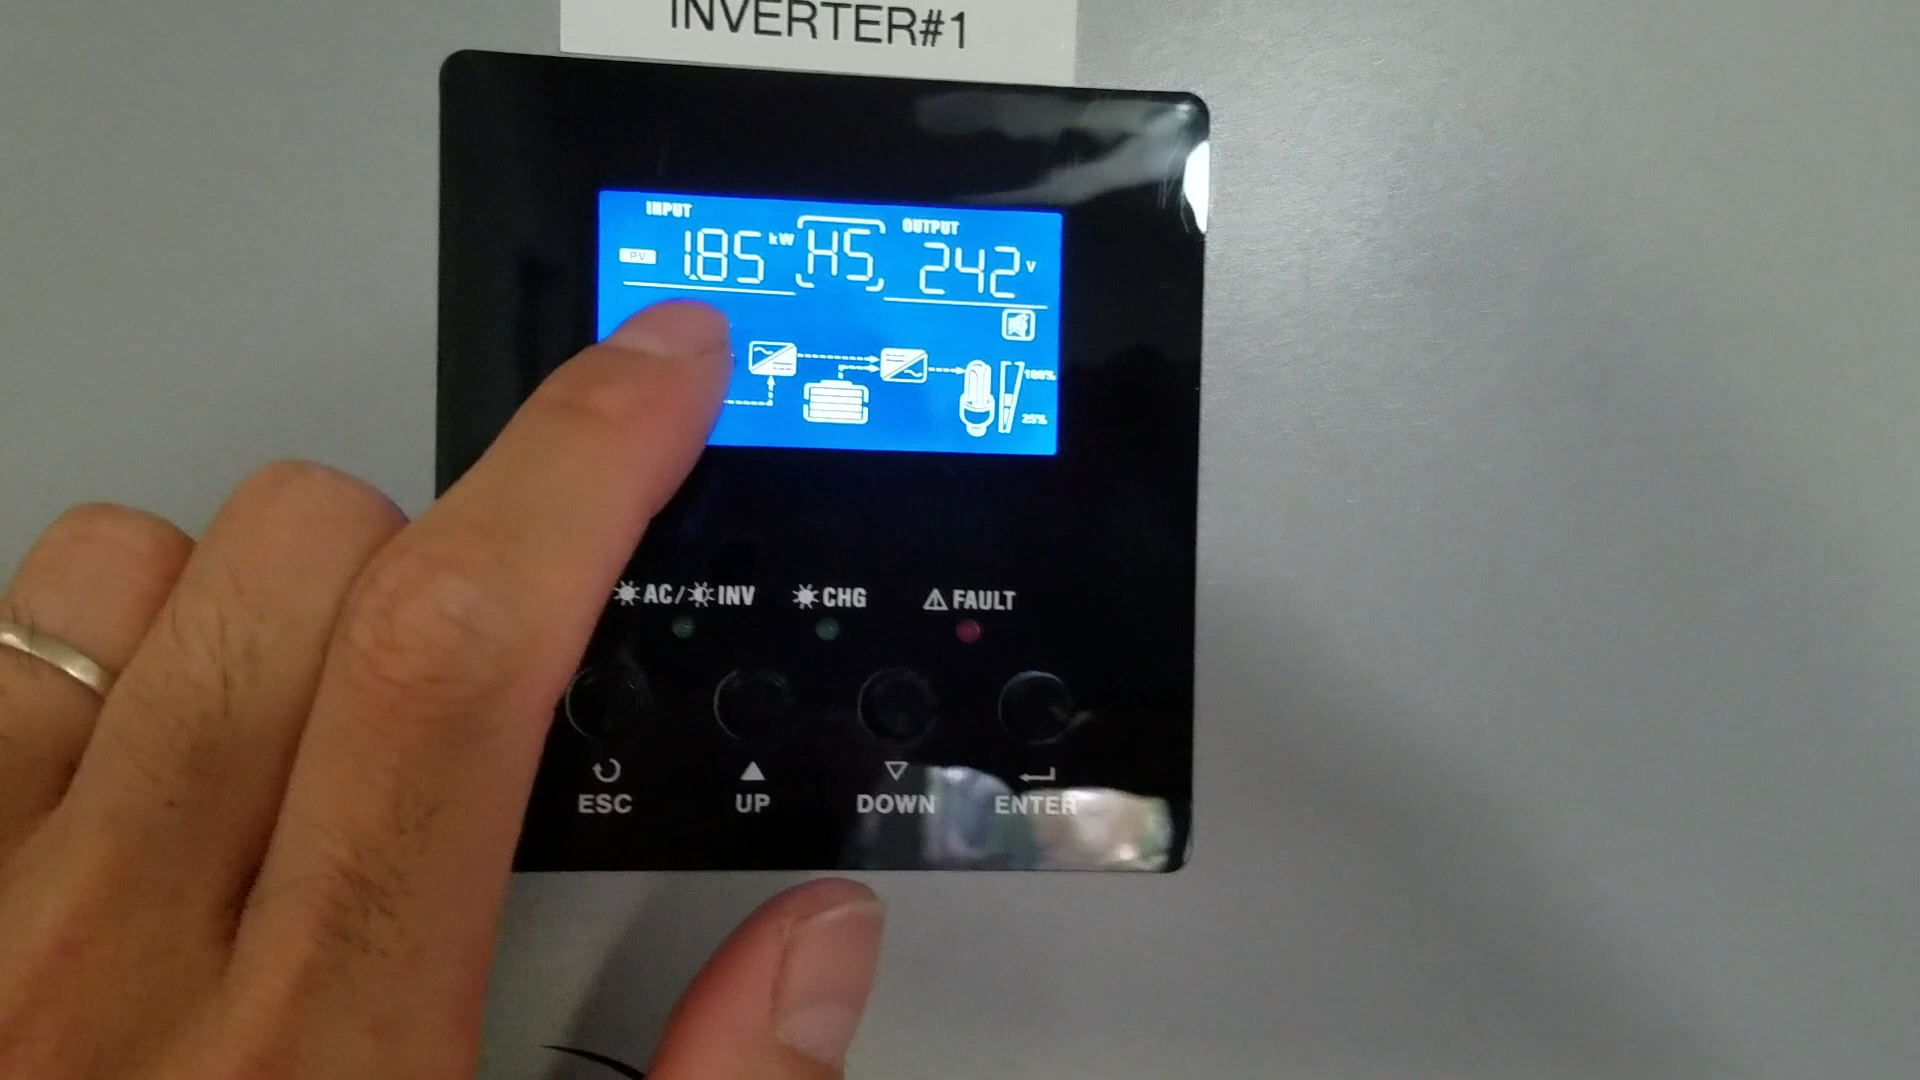 INVERTER#1
INPUT
OUTPUT
PV 1.85 kW HS 242 V
100%
25%
AC/ INV CHG FAULT
ESC UP DOWN ENTER